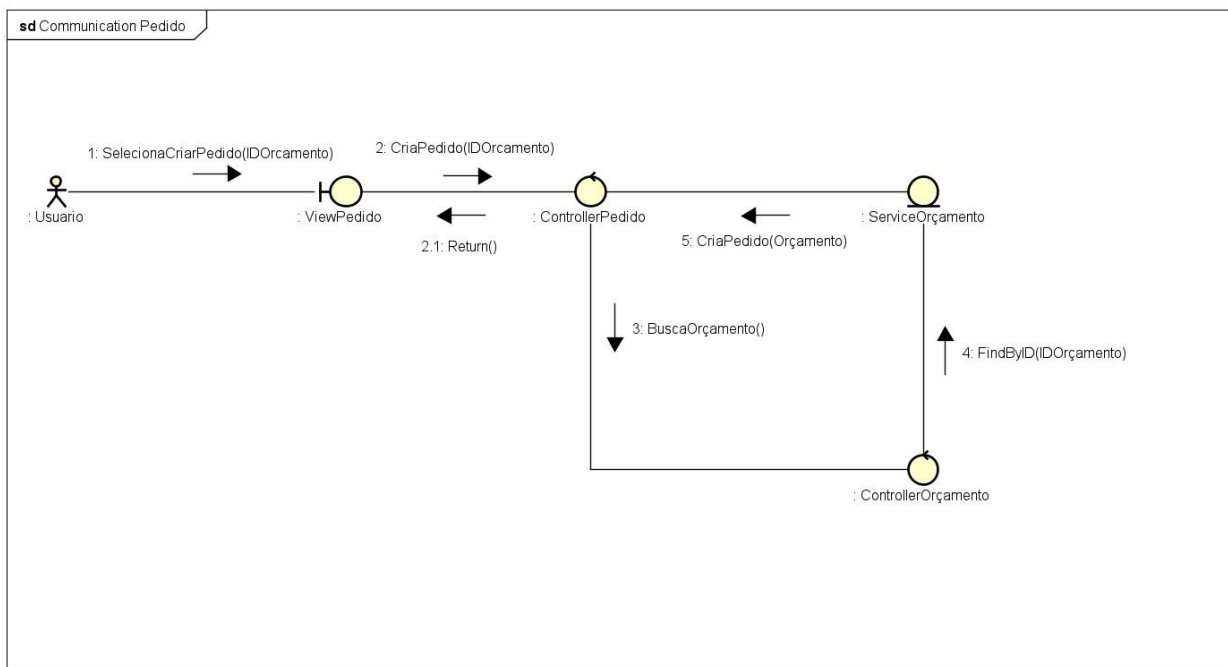 sd Communication Pedido
1: SelecionaCriarPedido(IDOrcamento)
2: CriaPedido(IDOrcamento)
: Usuario
: ViewPedido
: ControllerPedido
: ServiceOrçamento
2.1: Return()
5: CriaPedido(Orçamento)
3: BuscaOrçamento()
4: FindByID(IDOrçamento)
: ControllerOrçamento